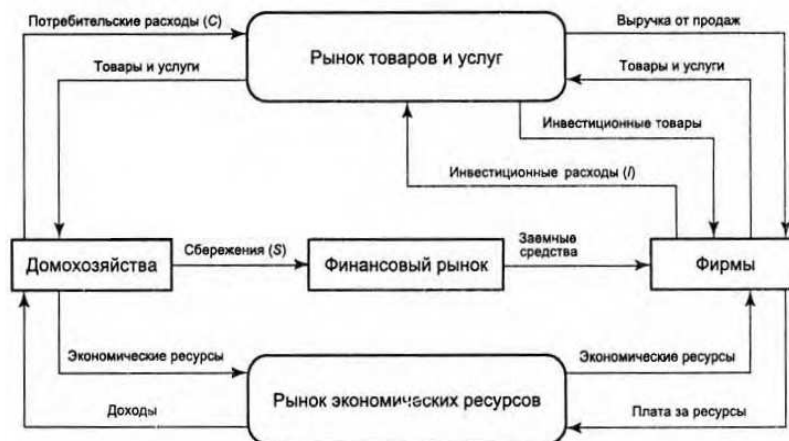 Потребительские расходы (C)
Выручка от продаж
Рынок товаров и услуг
Товары и услуги
Товары и услуги
Инвестиционные товары
Инвестиционные расходы (I)
Сбережения (S)
Заемные
средства
Домохозяйства
Финансовый рынок
Фирмы
Экономические ресурсы
Экономические ресурсы
Рынок экономических ресурсов
Доходы
Плата за ресурсы